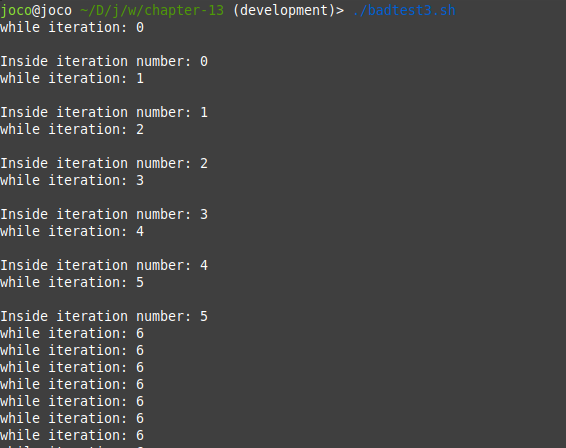 joco@joco ~/D/j/w/chapter-13 (development)> ./badtest3.sh
while iteration: 0
Inside iteration number: 0
while iteration: 1
Inside iteration number: 1
while iteration: 2
Inside iteration number: 2
while iteration: 3
Inside iteration number: 3
while iteration: 4
Inside iteration number: 4
while iteration: 5
Inside iteration number: 5
while iteration: 6
while iteration: 6
while iteration: 6
while iteration: 6
while iteration: 6
while iteration: 6
while iteration: 6